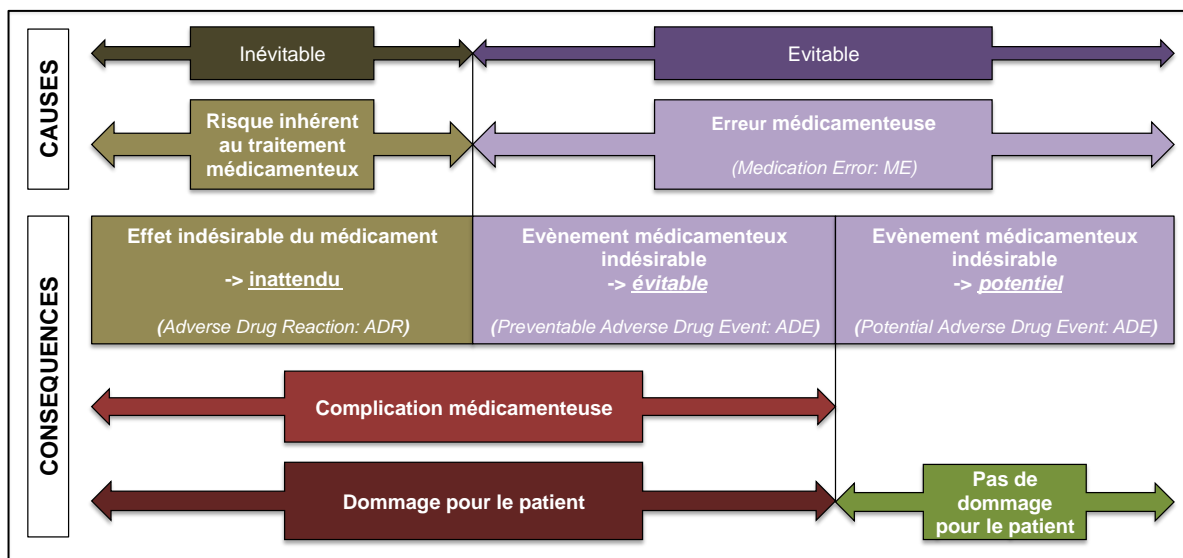 CAUSES
Inévitable
Evitable
Risque inhérent
au traitement
médicamenteux
Erreur médicamenteuse
(Medication Error: ME)
CONSEQUENCES
Effet indésirable du médicament
-> inattendu
(Adverse Drug Reaction: ADR)
Evènement médicamenteux
indésirable
-> évitable
(Preventable Adverse Drug Event: ADE)
Evènement médicamenteux
indésirable
-> potentiel
(Potential Adverse Drug Event: ADE)
Complication médicamenteuse
Dommage pour le patient
Pas de
dommage
pour le patient